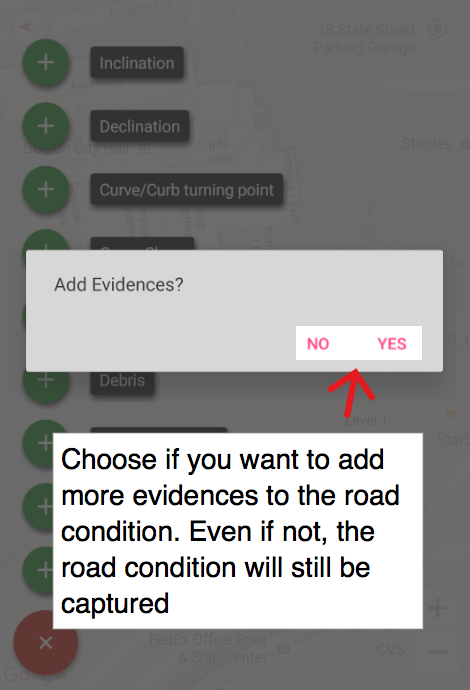 Congress St
28 State Street
Parking Garage
Inclination
Declination
City Hall
Info
Desk
Staples
Curve/Curb turning point
Add Evidences?
NO YES
Debris
Level 1
Choose if you want to add
more evidences to the road
condition. Even if not, the
road condition will still be
captured
FedEx Office Print
& Ship Center
CVS
Google